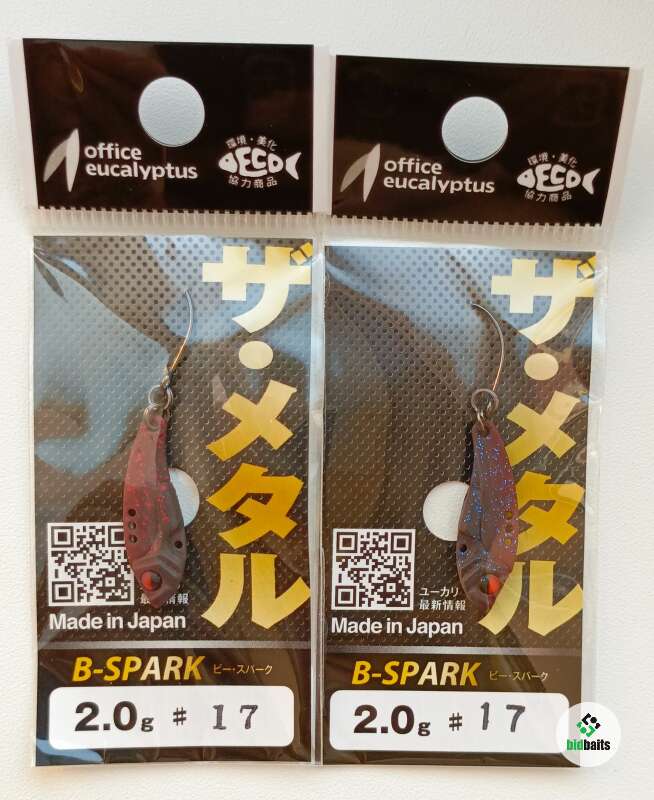 office
eucalyptus
環境・美化
DECO
協力商品
ザ・メタル
最新情報
Made in Japan
B-SPARK ビー・スパーク
2.0g # 17
office
eucalyptus
環境・美化
DECO
協力商品
ザ・メタル
ユーカリ
最新情報
Made in Japan
B-SPARK ビー・スパーク
2.0g # 17
bidbaits